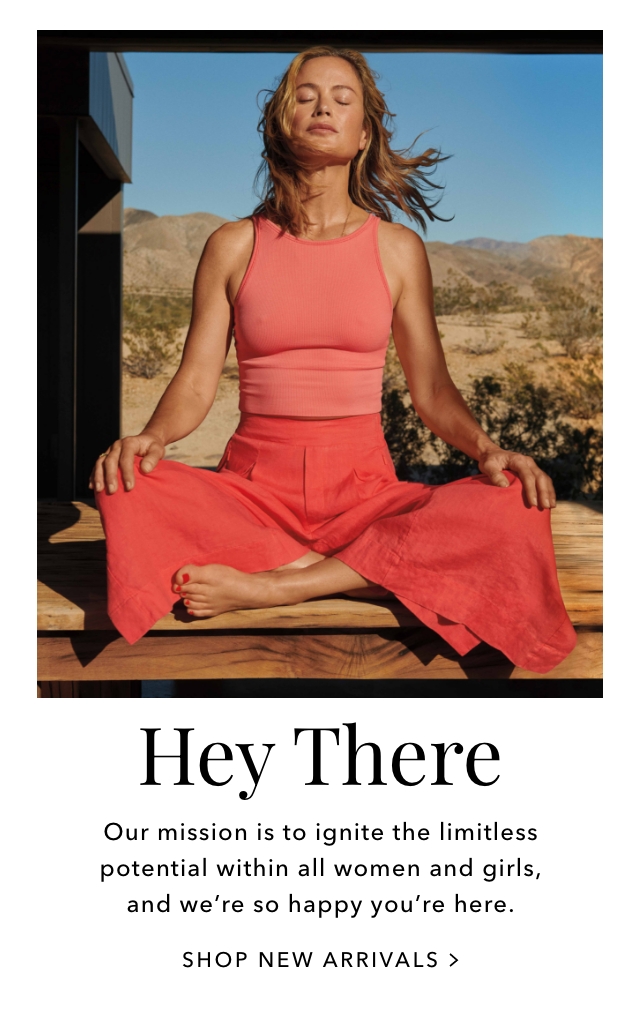 Hey There
Our mission is to ignite the limitless
potential within all women and girls,
and we’re so happy you’re here.
SHOP NEW ARRIVALS >